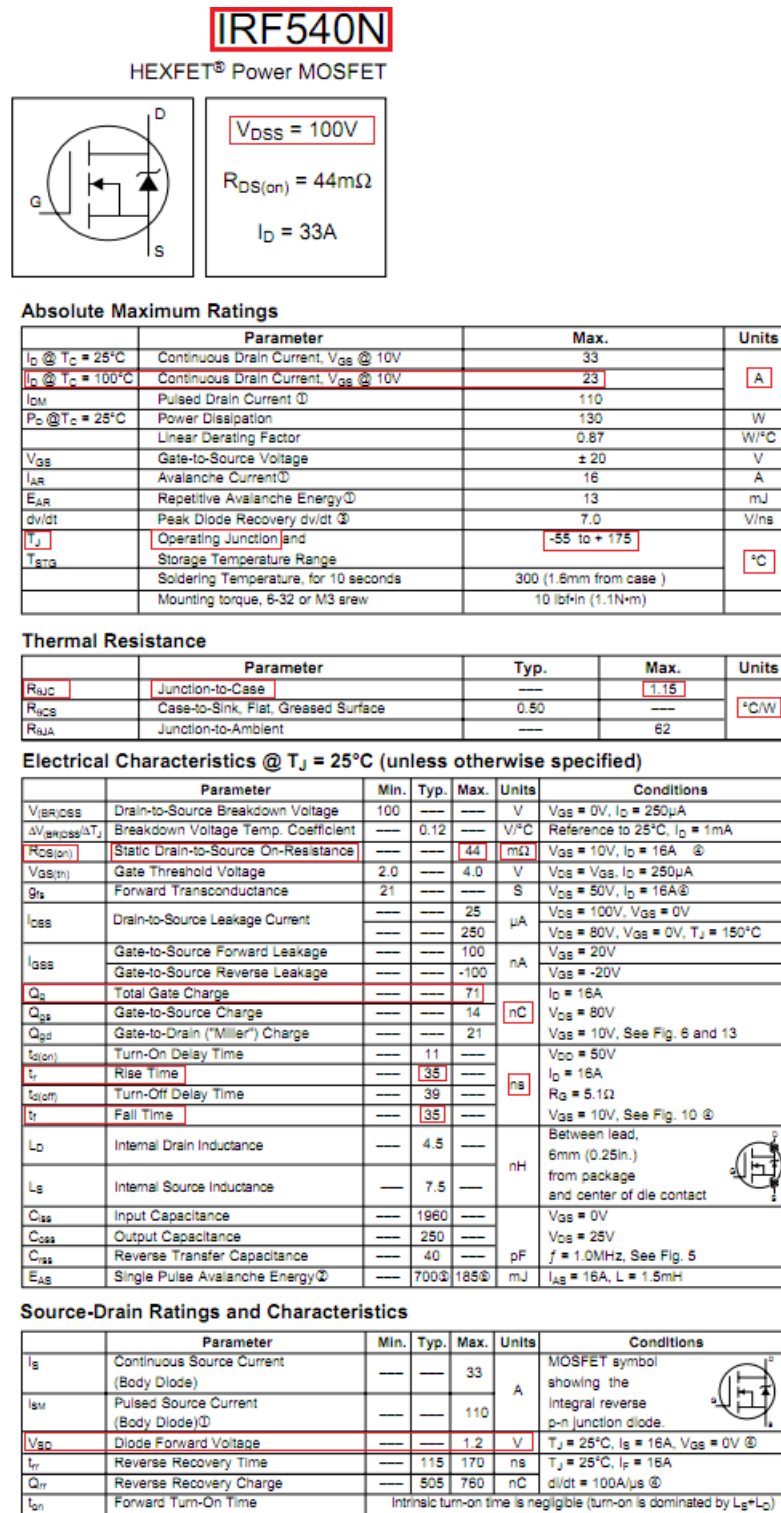 IRF540N
HEXFET® Power MOSFET
D
G
S
VDSS = 100V
RDS(on) = 44mΩ
ID = 33A
Absolute Maximum Ratings
Parameter Max. Units
ID @ TC = 25°C Continuous Drain Current, VGS @ 10V 33
ID @ TC = 100°C Continuous Drain Current, VGS @ 10V 23 A
IDM Pulsed Drain Current ① 110
PD @TC = 25°C Power Dissipation 130 W
Linear Derating Factor 0.87 W/°C
VGS Gate-to-Source Voltage ± 20 V
IAR Avalanche Current① 16 A
EAR Repetitive Avalanche Energy① 13 mJ
dv/dt Peak Diode Recovery dv/dt ③ 7.0 V/ns
TJ Operating Junction and -55 to + 175
TSTG Storage Temperature Range °C
Soldering Temperature, for 10 seconds 300 (1.6mm from case )
Mounting torque, 6-32 or M3 srew 10 lbf•in (1.1N•m)
Thermal Resistance
Parameter Typ. Max. Units
RθJC Junction-to-Case ––– 1.15
RθCS Case-to-Sink, Flat, Greased Surface 0.50 ––– °C/W
RθJA Junction-to-Ambient ––– 62
Electrical Characteristics @ TJ = 25°C (unless otherwise specified)
Parameter Min. Typ. Max. Units Conditions
V(BR)DSS Drain-to-Source Breakdown Voltage 100 ––– ––– V VGS = 0V, ID = 250µA
ΔV(BR)DSS/ΔTJ Breakdown Voltage Temp. Coefficient ––– 0.12 ––– V/°C Reference to 25°C, ID = 1mA
RDS(on) Static Drain-to-Source On-Resistance ––– ––– 44 mΩ VGS = 10V, ID = 16A ④
VGS(th) Gate Threshold Voltage 2.0 ––– 4.0 V VDS = VGS, ID = 250µA
gfs Forward Transconductance 21 ––– ––– S VDS = 50V, ID = 16A④
IDSS Drain-to-Source Leakage Current ––– ––– 25 µA VDS = 100V, VGS = 0V
––– ––– 250 VDS = 80V, VGS = 0V, TJ = 150°C
IGSS Gate-to-Source Forward Leakage ––– ––– 100 nA VGS = 20V
Gate-to-Source Reverse Leakage ––– ––– -100 VGS = -20V
Qg Total Gate Charge ––– ––– 71 ID = 16A
Qgs Gate-to-Source Charge ––– ––– 14 nC VDS = 80V
Qgd Gate-to-Drain ("Miller") Charge ––– ––– 21 VGS = 10V, See Fig. 6 and 13
td(on) Turn-On Delay Time ––– 11 ––– VDD = 50V
tr Rise Time ––– 35 ––– ns ID = 16A
td(off) Turn-Off Delay Time ––– 39 ––– RG = 5.1Ω
tf Fall Time ––– 35 ––– VGS = 10V, See Fig. 10 ④
LD Internal Drain Inductance ––– 4.5 ––– nH Between lead,
6mm (0.25in.)
LS Internal Source Inductance ––– 7.5 ––– from package
and center of die contact
Ciss Input Capacitance ––– 1960 ––– VGS = 0V
Coss Output Capacitance ––– 250 ––– VDS = 25V
Crss Reverse Transfer Capacitance ––– 40 ––– pF ƒ = 1.0MHz, See Fig. 5
EAS Single Pulse Avalanche Energy② ––– 700⑤ 185⑥ mJ IAS = 16A, L = 1.5mH
Source-Drain Ratings and Characteristics
Parameter Min. Typ. Max. Units Conditions
IS Continuous Source Current
(Body Diode) ––– ––– 33 A MOSFET symbol
showing the
ISM Pulsed Source Current
(Body Diode)① ––– ––– 110 integral reverse
p-n junction diode.
VSD Diode Forward Voltage ––– ––– 1.2 V TJ = 25°C, IS = 16A, VGS = 0V ④
trr Reverse Recovery Time ––– 115 170 ns TJ = 25°C, IF = 16A
Qrr Reverse Recovery Charge ––– 505 760 nC di/dt = 100A/µs ④
ton Forward Turn-On Time Intrinsic turn-on time is negligible (turn-on is dominated by LS+LD)